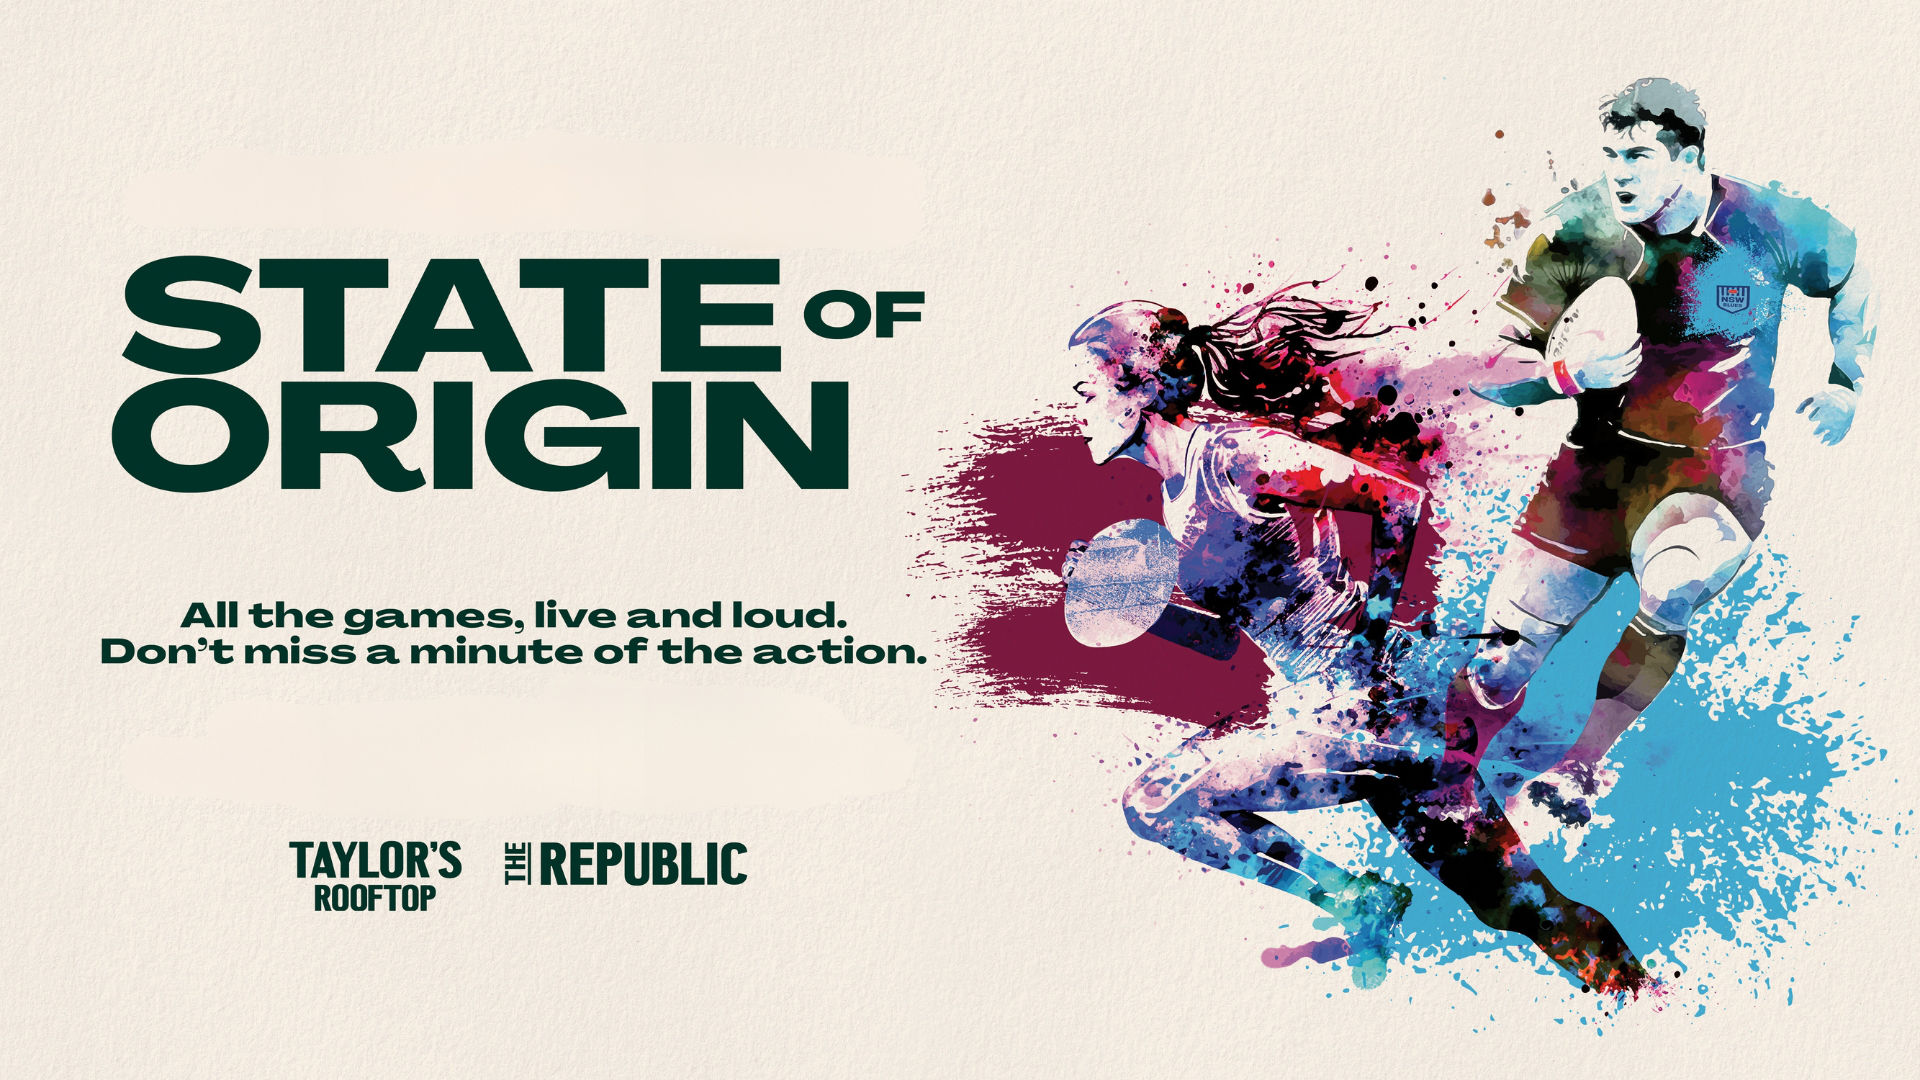 STATE OF
ORIGIN
All the games, live and loud.
Don’t miss a minute of the action.
TAYLOR’S
ROOFTOP
THE REPUBLIC
NSW
BLUES